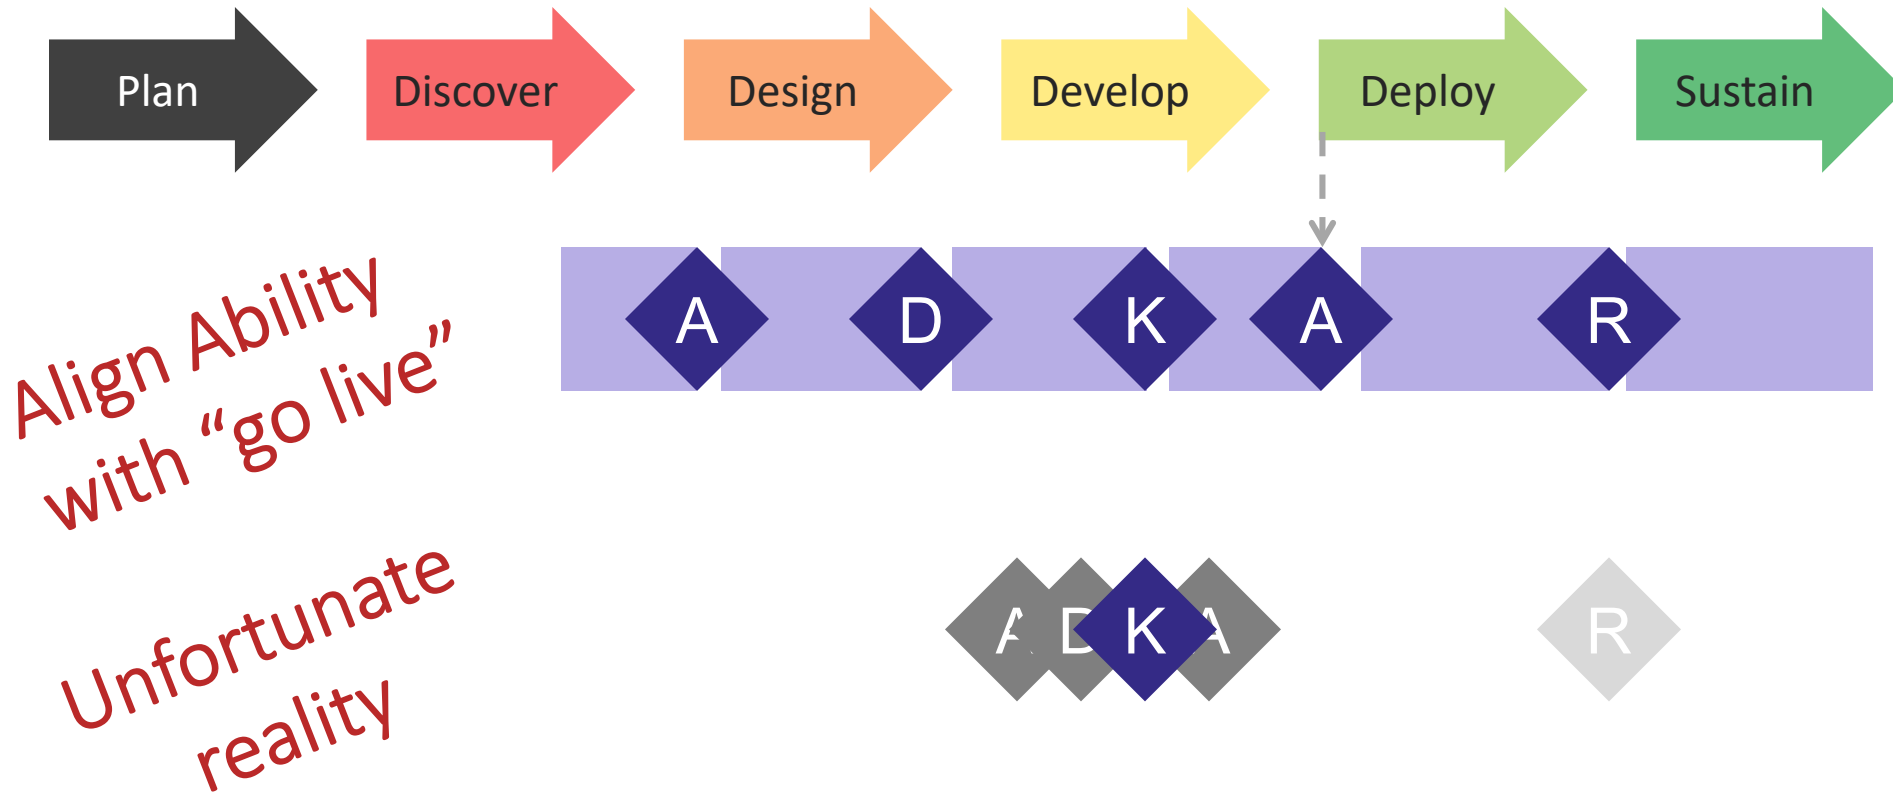 Plan
Discover
Design
Develop
Deploy
Sustain
Align Ability
with “go live”
A
D
K
A
R
Unfortunate
reality
A
D
K
A
R